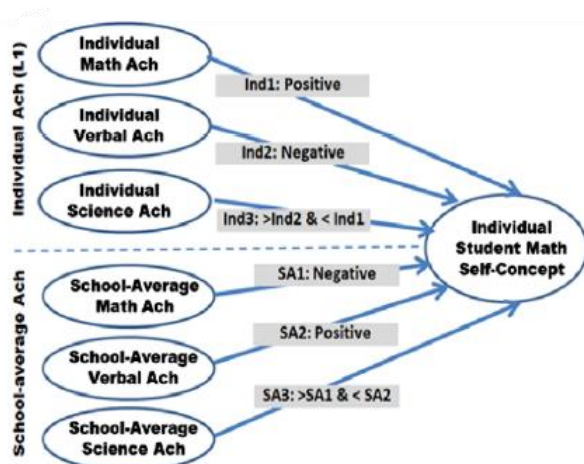 Individual Ach (L1)
Individual
Math Ach
Ind1: Positive
Individual
Verbal Ach
Ind2: Negative
Individual
Science Ach
Ind3: >Ind2 & < Ind1
Individual
Student Math
Self-Concept
School-average Ach
School-Average
Math Ach
SA1: Negative
School-Average
Verbal Ach
SA2: Positive
School-Average
Science Ach
SA3: >SA1 & < SA2